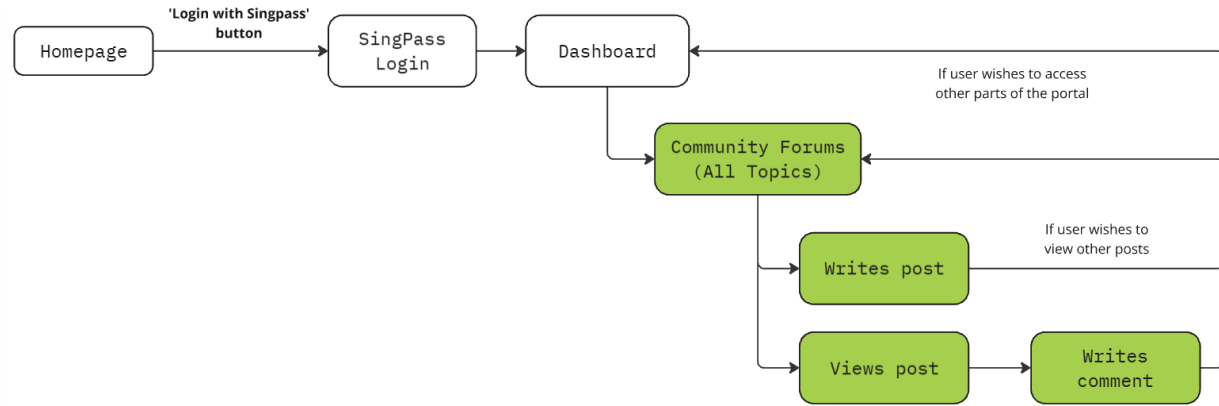 'Login with Singpass'
button
Homepage
SingPass
Login
Dashboard
If user wishes to access
other parts of the portal
Community Forums
(All Topics)
If user wishes to
view other posts
Writes post
Views post
Writes
comment